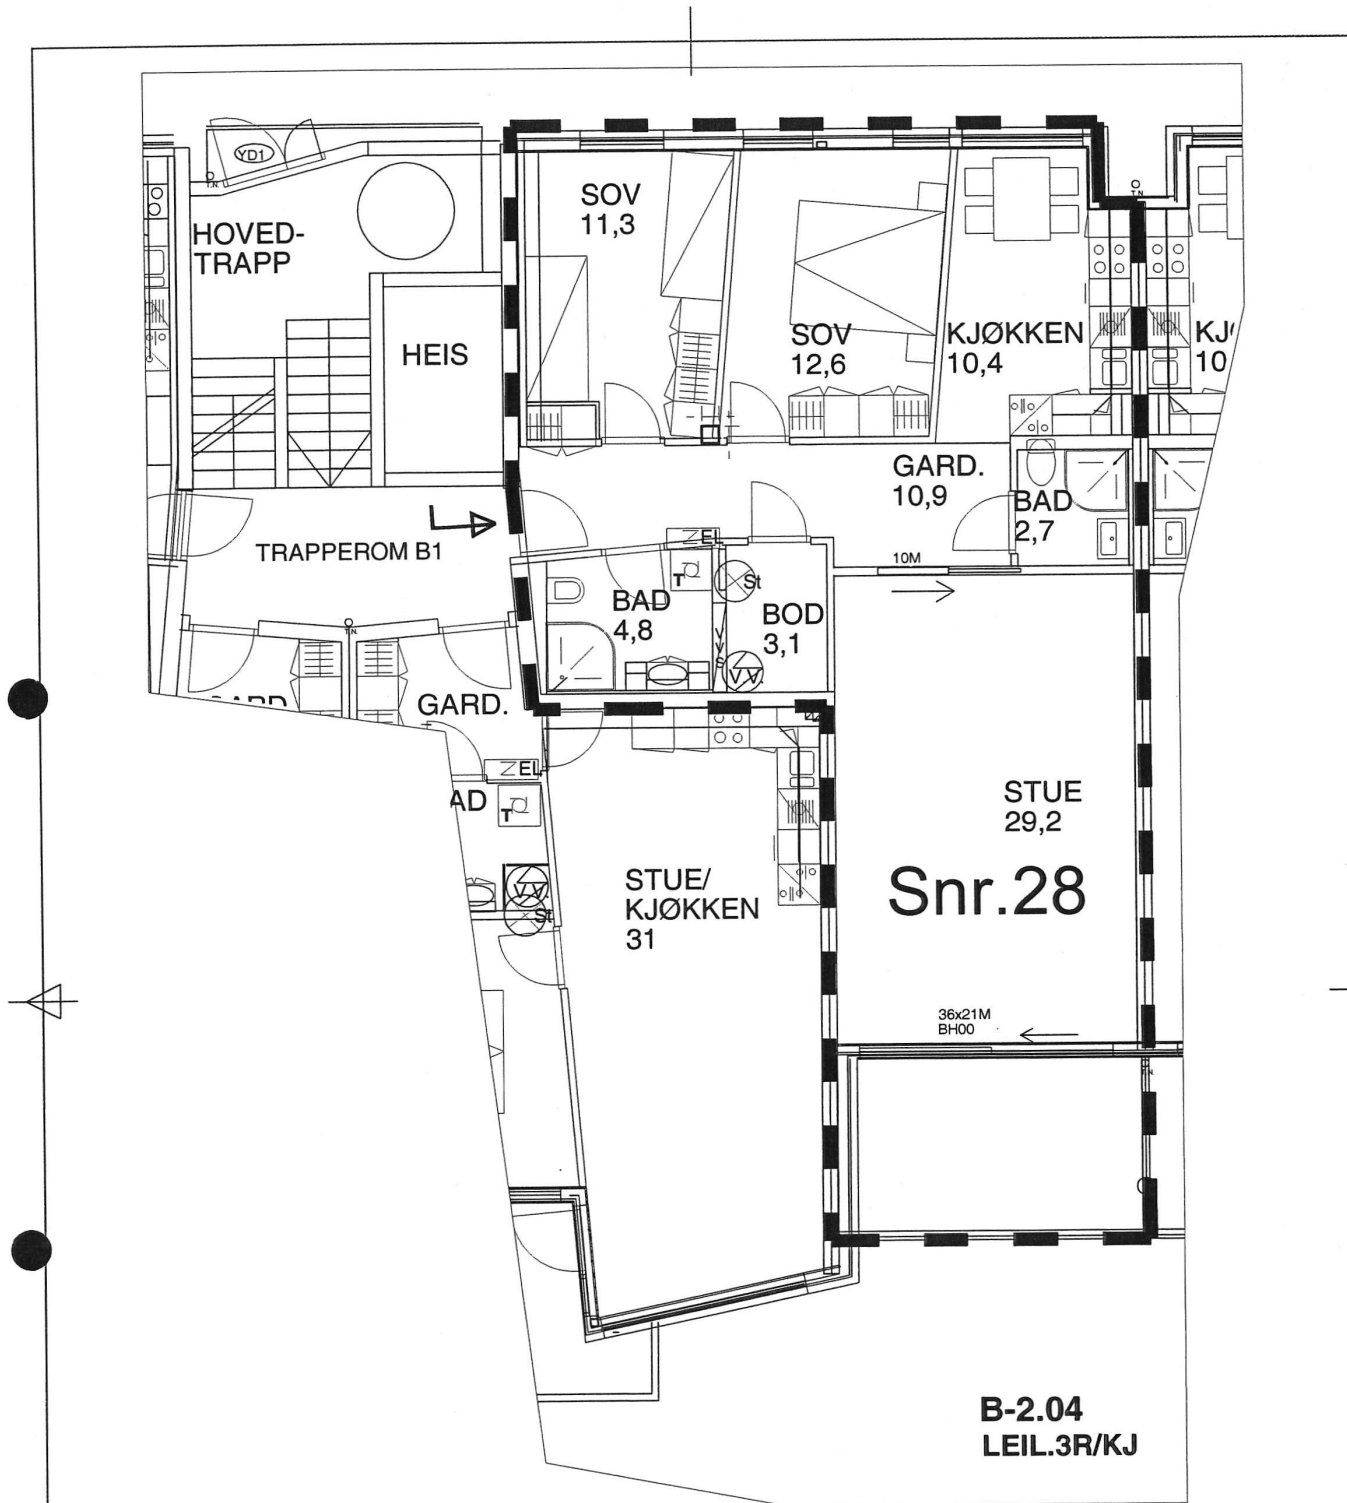 YD1
T.N.
T.N.
SOV
11,3
HOVED-
TRAPP
HEIS
SOV
12,6
KJØKKEN
10,4
KJ
10
GARD.
10,9
BAD
2,7
TRAPPEROM B1
EL
10M
T
St
BAD
4,8
BOD
3,1
VVS
V.V.
T.N.
GARD.
EL
AD
T
STUE
29,2
Snr.28
V.V.
St
STUE/
KJØKKEN
31
36x21M
BH00
T.N.
B-2.04
LEIL.3R/KJ